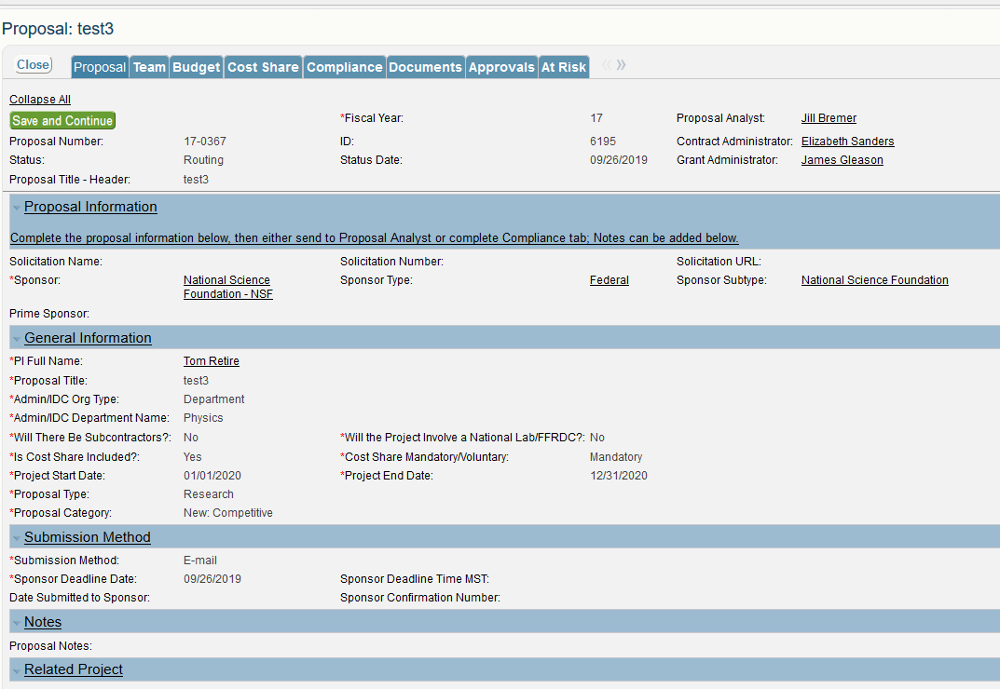 Proposal: test3
Close Proposal Team Budget Cost Share Compliance Documents Approvals At Risk « »
Collapse All
Save and Continue *Fiscal Year: 17 Proposal Analyst: Jill Bremer
Proposal Number: 17-0367 ID: 6195 Contract Administrator: Elizabeth Sanders
Status: Routing Status Date: 09/26/2019 Grant Administrator: James Gleason
Proposal Title - Header: test3
Proposal Information
Complete the proposal information below, then either send to Proposal Analyst or complete Compliance tab; Notes can be added below.
Solicitation Name: Solicitation Number: Solicitation URL:
*Sponsor: National Science Sponsor Type: Federal Sponsor Subtype: National Science Foundation
Foundation - NSF
Prime Sponsor:
General Information
*PI Full Name: Tom Retire
*Proposal Title: test3
*Admin/IDC Org Type: Department
*Admin/IDC Department Name: Physics
*Will There Be Subcontractors?: No *Will the Project Involve a National Lab/FFRDC?: No
*Is Cost Share Included?: Yes *Cost Share Mandatory/Voluntary: Mandatory
*Project Start Date: 01/01/2020 *Project End Date: 12/31/2020
*Proposal Type: Research
*Proposal Category: New: Competitive
Submission Method
*Submission Method: E-mail
*Sponsor Deadline Date: 09/26/2019 Sponsor Deadline Time MST:
Date Submitted to Sponsor: Sponsor Confirmation Number:
Notes
Proposal Notes:
Related Project